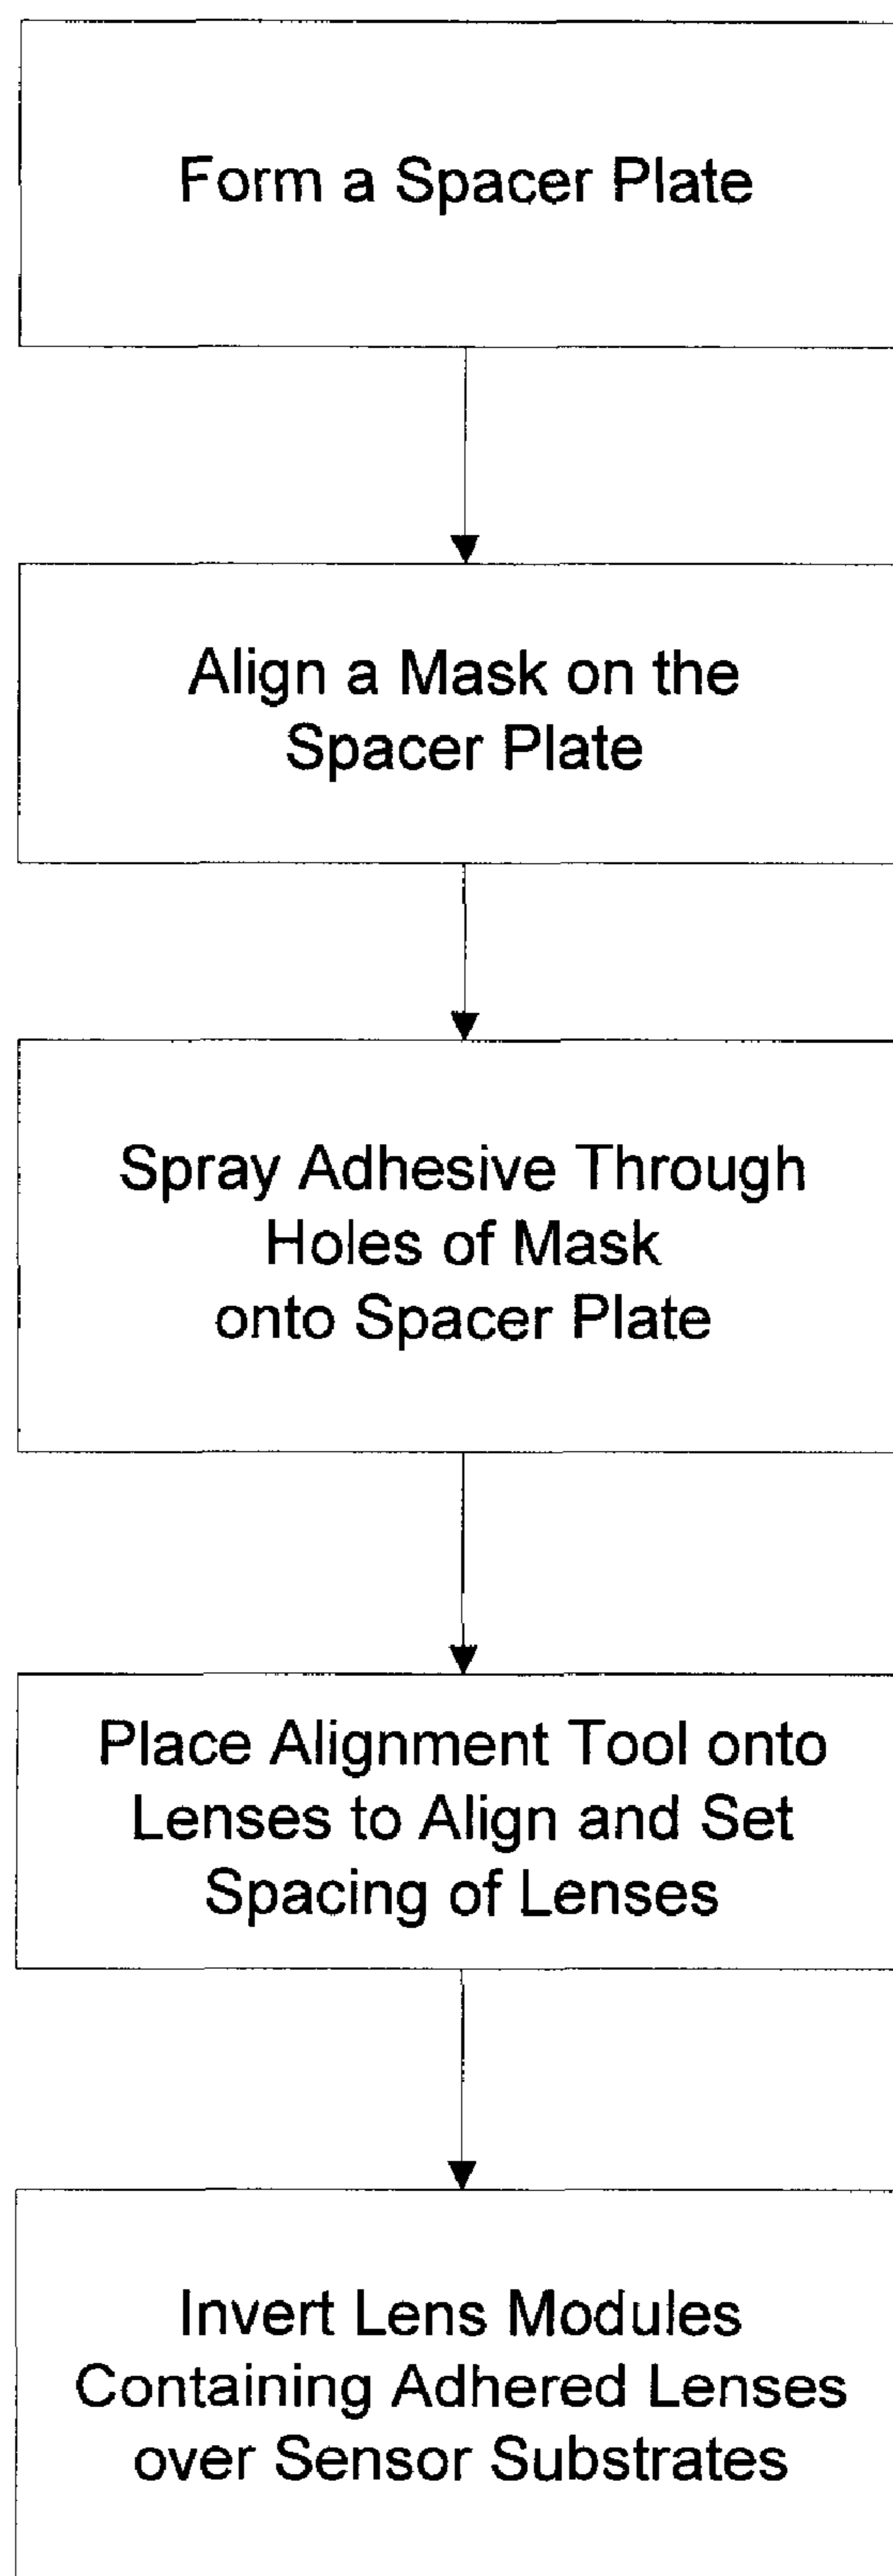 Form a Spacer Plate
Align a Mask on the
Spacer Plate
Spray Adhesive Through
Holes of Mask
onto Spacer Plate
Place Alignment Tool onto
Lenses to Align and Set
Spacing of Lenses
Invert Lens Modules
Containing Adhered Lenses
over Sensor Substrates